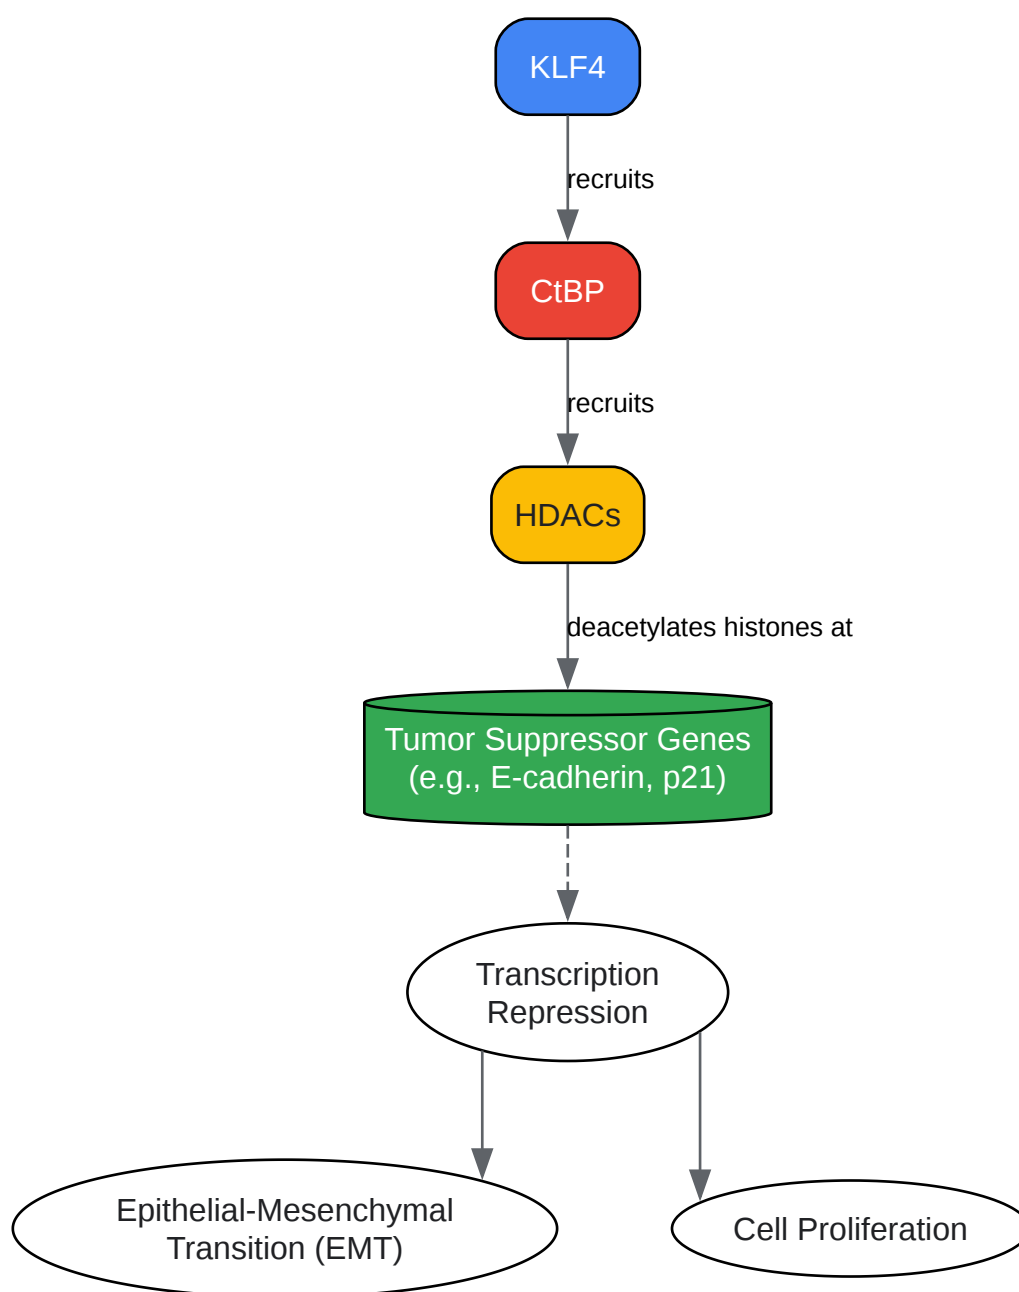 KLF4
recruits
CtBP
recruits
HDACs
deacetylates histones at
Tumor Suppressor Genes
(e.g., E-cadherin, p21)
Transcription
Repression
Epithelial-Mesenchymal
Transition (EMT)
Cell Proliferation